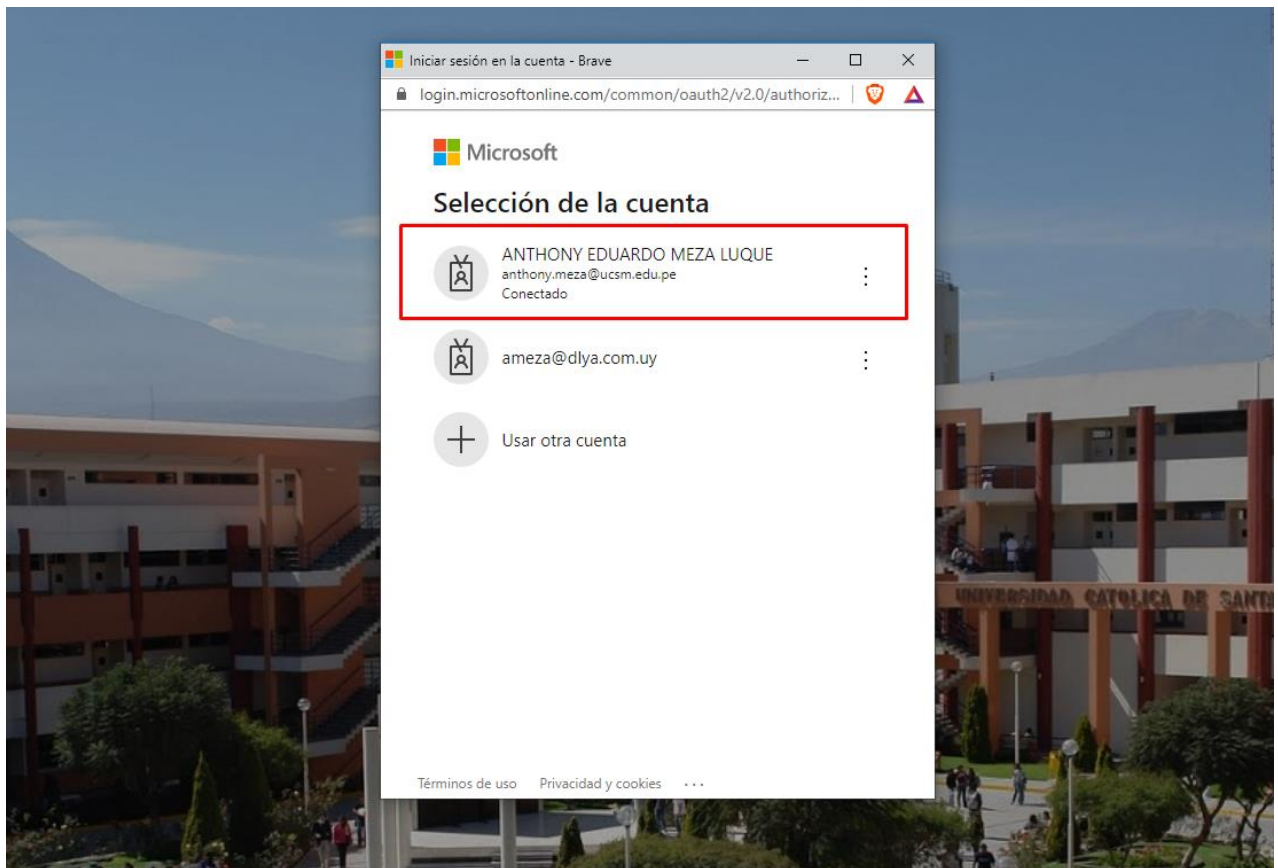 Iniciar sesión en la cuenta - Brave
login.microsoftonline.com/common/oauth2/v2.0/authoriz...
Microsoft
Selección de la cuenta
ANTHONY EDUARDO MEZA LUQUE
anthony.meza@ucsm.edu.pe
Conectado
ameza@dlya.com.uy
Usar otra cuenta
UNIVERSIDAD CATOLICA DE SANT
Términos de uso Privacidad y cookies ...